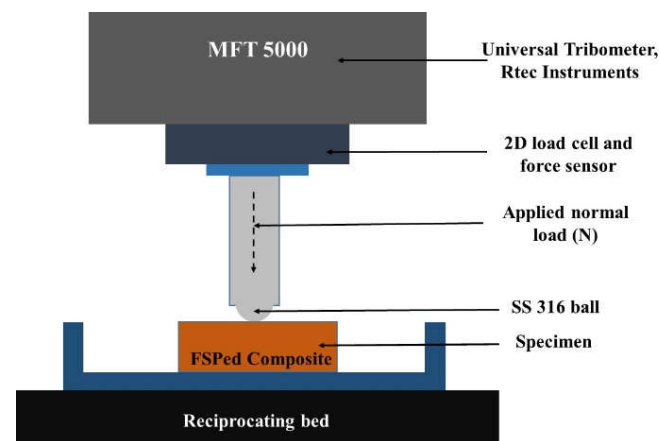 MFT 5000
Universal Tribometer,
Rtec Instruments
2D load cell and
force sensor
Applied normal
load (N)
SS 316 ball
Specimen
FSPed Composite
Reciprocating bed